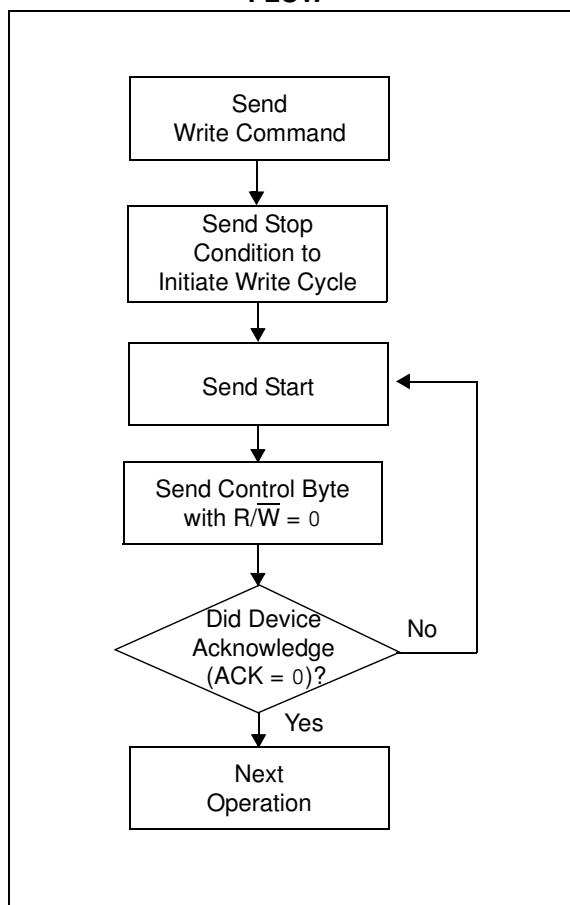 Send
Write Command
Send Stop
Condition to
Initiate Write Cycle
Send Start
Send Control Byte
with R/W̅ = 0
Did Device
Acknowledge
(ACK = 0)?
No
Yes
Next
Operation